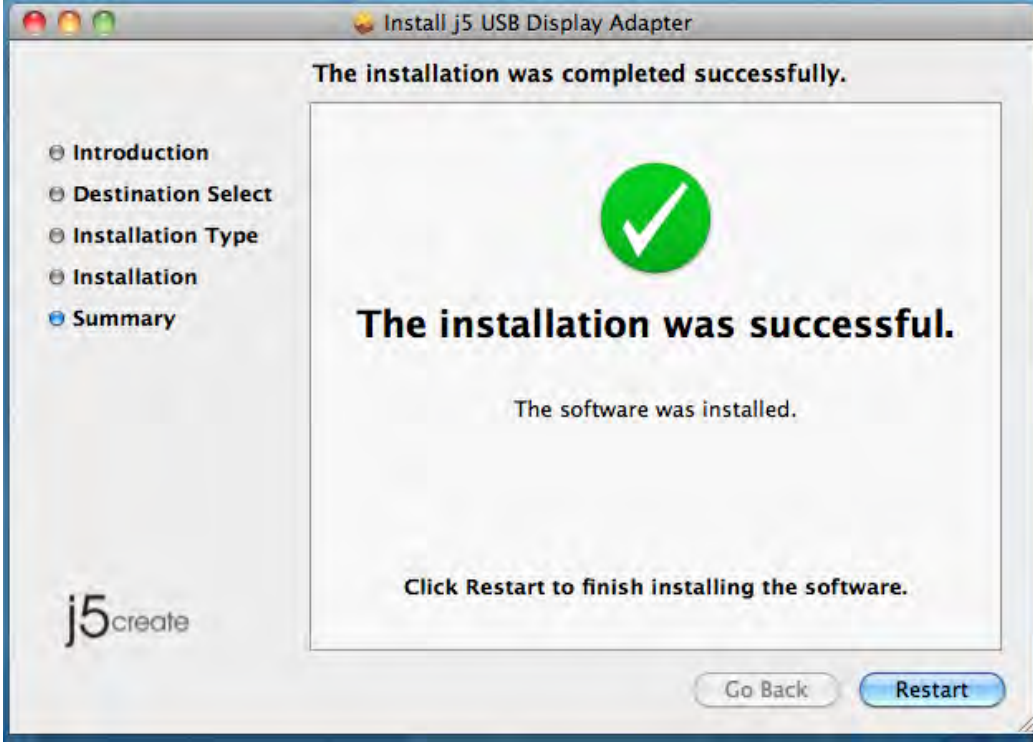 Install j5 USB Display Adapter
The installation was completed successfully.
Introduction
Destination Select
Installation Type
Installation
Summary
The installation was successful.
The software was installed.
Click Restart to finish installing the software.
j5create
Go Back
Restart